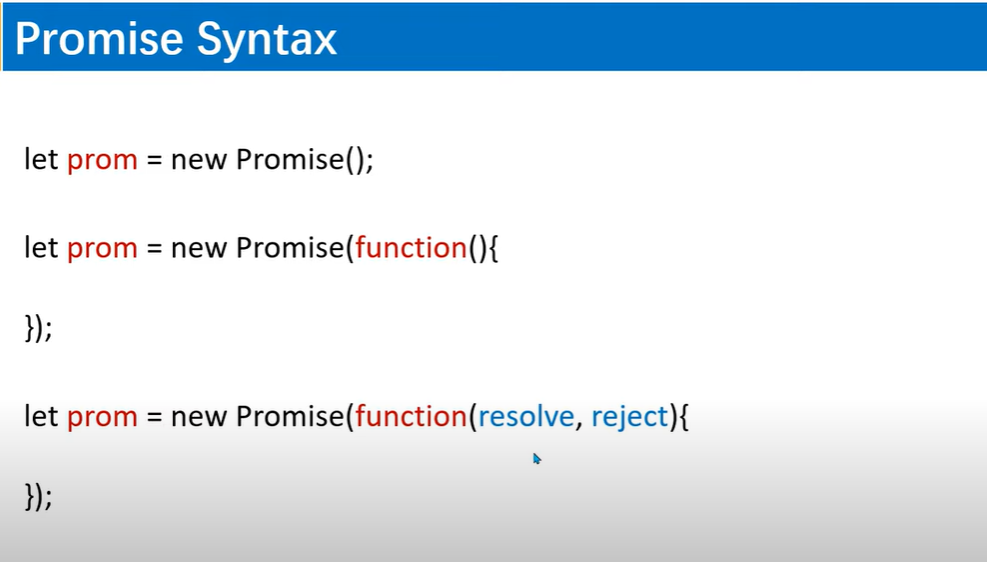 Promise Syntax
let prom = new Promise();
let prom = new Promise(function(){
});
let prom = new Promise(function(resolve, reject){
});